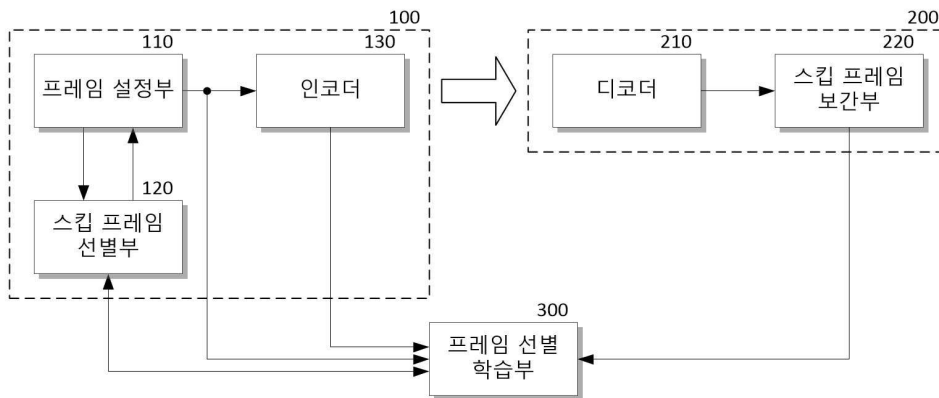 100
200
110
130
210
220
프레임 설정부
인코더
디코더
스킵 프레임
보간부
120
스킵 프레임
선별부
300
프레임 선별
학습부